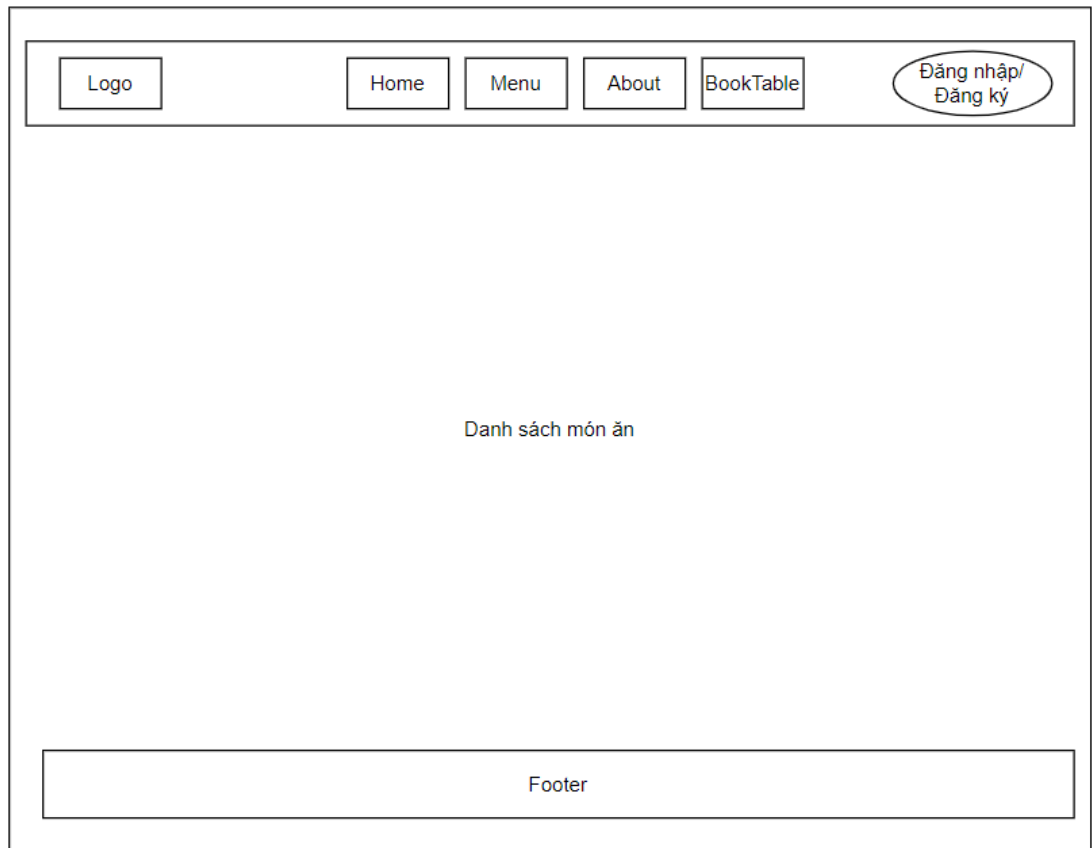 Logo
Home
Menu
About
BookTable
Đăng nhập/
Đăng ký
Danh sách món ăn
Footer